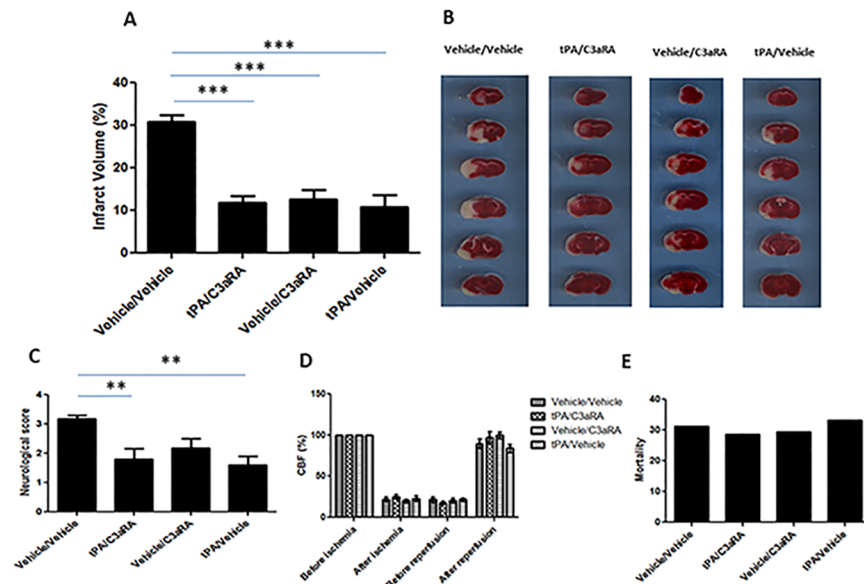 A
***
***
***
40
30
20
10
0
Infarct Volume (%)
Vehicle/Vehicle
tPA/C3aRA
Vehicle/C3aRA
tPA/Vehicle
B
Vehicle/Vehicle
tPA/C3aRA
Vehicle/C3aRA
tPA/Vehicle
C
**
**
4
3
2
1
0
Neurological score
Vehicle/Vehicle
tPA/C3aRA
Vehicle/C3aRA
tPA/Vehicle
D
150
100
50
0
CBF (%)
Vehicle/Vehicle
tPA/C3aRA
Vehicle/C3aRA
tPA/Vehicle
Before Ischemia
After Ischemia
Before reperfusion
After reperfusion
E
40
30
20
10
0
Mortality
Vehicle/Vehicle
tPA/C3aRA
Vehicle/C3aRA
tPA/Vehicle